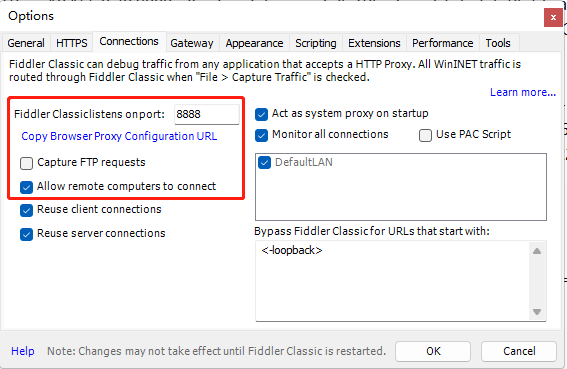 Options
General HTTPS Connections Gateway Appearance Scripting Extensions Performance Tools
Fiddler Classic can debug traffic from any application that accepts a HTTP Proxy. All WinINET traffic is
routed through Fiddler Classic when "File > Capture Traffic" is checked.
Learn more...
Fiddler Classic listens on port: 8888
Copy Browser Proxy Configuration URL
Capture FTP requests
Allow remote computers to connect
Reuse client connections
Reuse server connections
Act as system proxy on startup
Monitor all connections Use PAC Script
DefaultLAN
Bypass Fiddler Classic for URLs that start with:
<-loopback>
Help Note: Changes may not take effect until Fiddler Classic is restarted. OK Cancel